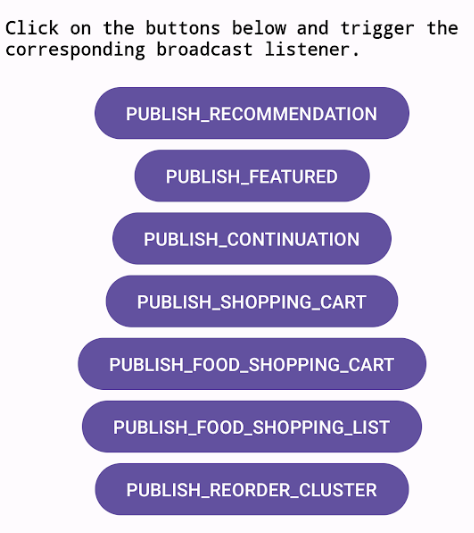 Click on the buttons below and trigger the
corresponding broadcast listener.
PUBLISH_RECOMMENDATION
PUBLISH_FEATURED
PUBLISH_CONTINUATION
PUBLISH_SHOPPING_CART
PUBLISH_FOOD_SHOPPING_CART
PUBLISH_FOOD_SHOPPING_LIST
PUBLISH_REORDER_CLUSTER